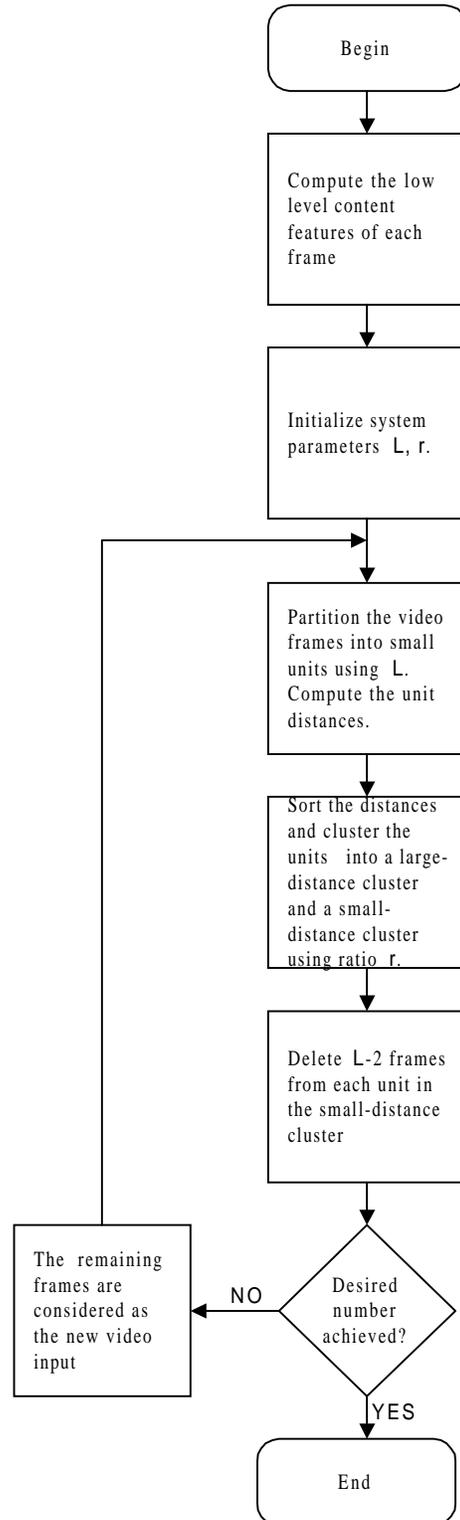 Begin
Compute the low
level content
features of each
frame
Initialize system
parameters L, r.
Partition the video
frames into small
units using L.
Compute the unit
distances.
Sort the distances
and cluster the
units into a large-
distance cluster
and a small-
distance cluster
using ratio r.
Delete L-2 frames
from each unit in
the small-distance
cluster
Desired
number
achieved?
NO
The remaining
frames are
considered as
the new video
input
YES
End